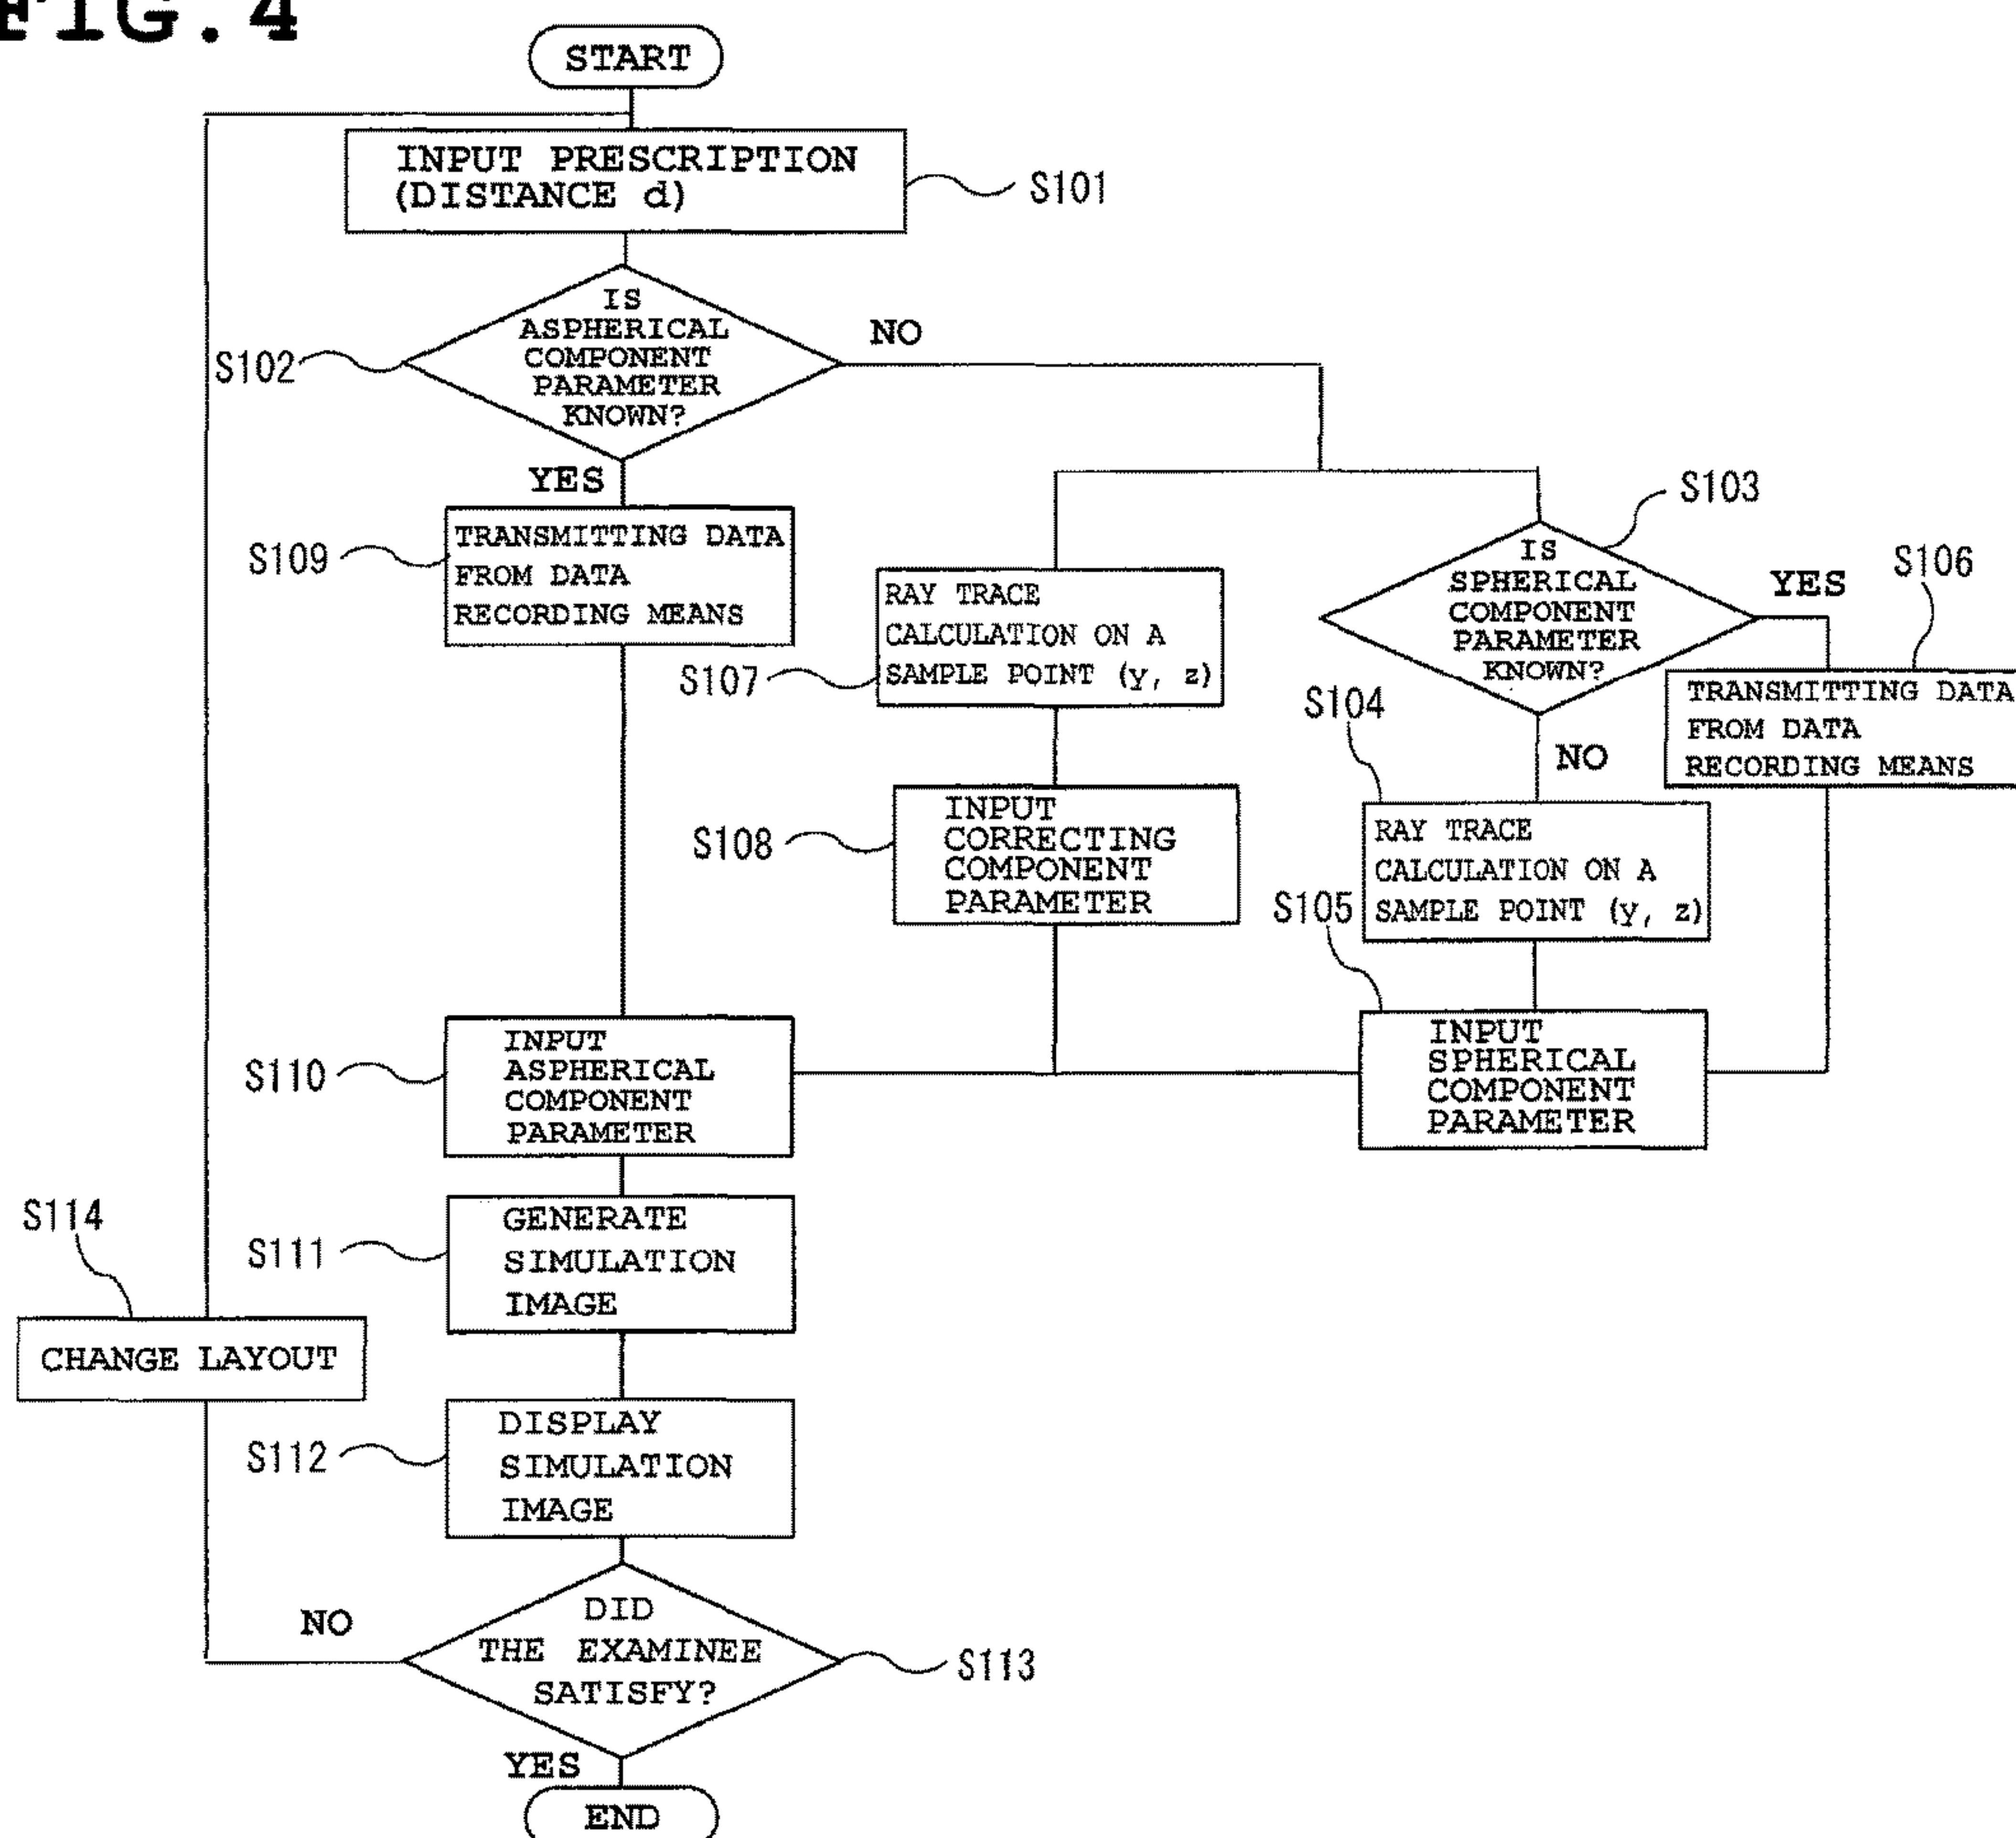 FIG. 4
START
INPUT PRESCRIPTION
(DISTANCE d)
S101
IS
ASPHERICAL
COMPONENT
PARAMETER
KNOWN?
S102
NO
YES
TRANSMITTING DATA
FROM DATA
RECORDING MEANS
S109
RAY TRACE
CALCULATION ON A
SAMPLE POINT (y, z)
S107
INPUT
CORRECTING
COMPONENT
PARAMETER
S108
S103
IS
SPHERICAL
COMPONENT
PARAMETER
KNOWN?
YES
S106
TRANSMITTING DATA
FROM DATA
RECORDING MEANS
NO
S104
RAY TRACE
CALCULATION ON A
SAMPLE POINT (y, z)
S105
INPUT
SPHERICAL
COMPONENT
PARAMETER
S110
INPUT
ASPHERICAL
COMPONENT
PARAMETER
S111
GENERATE
SIMULATION
IMAGE
S114
CHANGE LAYOUT
S112
DISPLAY
SIMULATION
IMAGE
NO
DID
THE EXAMINEE
SATISFY?
S113
YES
END